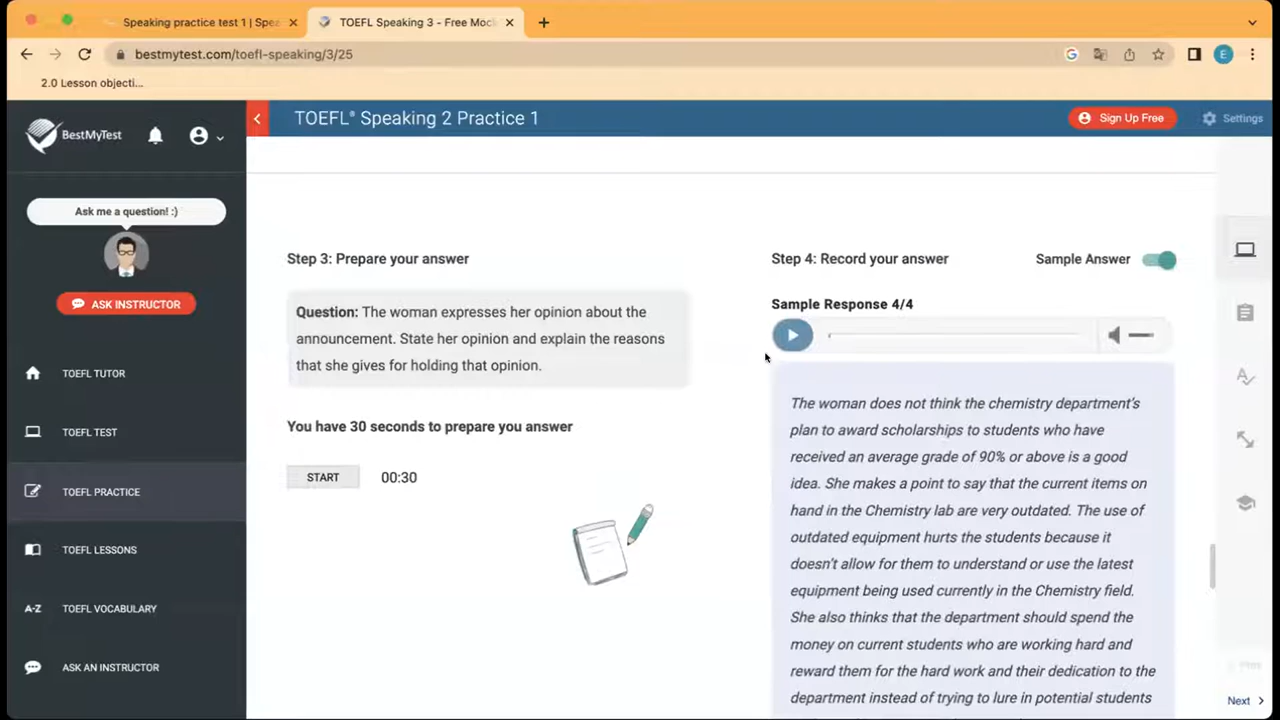 Speaking practice test 1 | Spea
TOEFL Speaking 3 - Free Mock
bestmytest.com/toefl-speaking/3/25
E
2.0 Lesson objecti...
BestMyTest
TOEFL® Speaking 2 Practice 1
Sign Up Free
Settings
Ask me a question! :)
ASK INSTRUCTOR
TOEFL TUTOR
TOEFL TEST
TOEFL PRACTICE
TOEFL LESSONS
A-Z TOEFL VOCABULARY
ASK AN INSTRUCTOR
Step 3: Prepare your answer
Question: The woman expresses her opinion about the
announcement. State her opinion and explain the reasons
that she gives for holding that opinion.
You have 30 seconds to prepare you answer
START 00:30
Step 4: Record your answer
Sample Answer
Sample Response 4/4
The woman does not think the chemistry department's
plan to award scholarships to students who have
received an average grade of 90% or above is a good
idea. She makes a point to say that the current items on
hand in the Chemistry lab are very outdated. The use of
outdated equipment hurts the students because it
doesn't allow for them to understand or use the latest
equipment being used currently in the Chemistry field.
She also thinks that the department should spend the
money on current students who are working hard and
reward them for the hard work and their dedication to the
department instead of trying to lure in potential students
Prev
Next